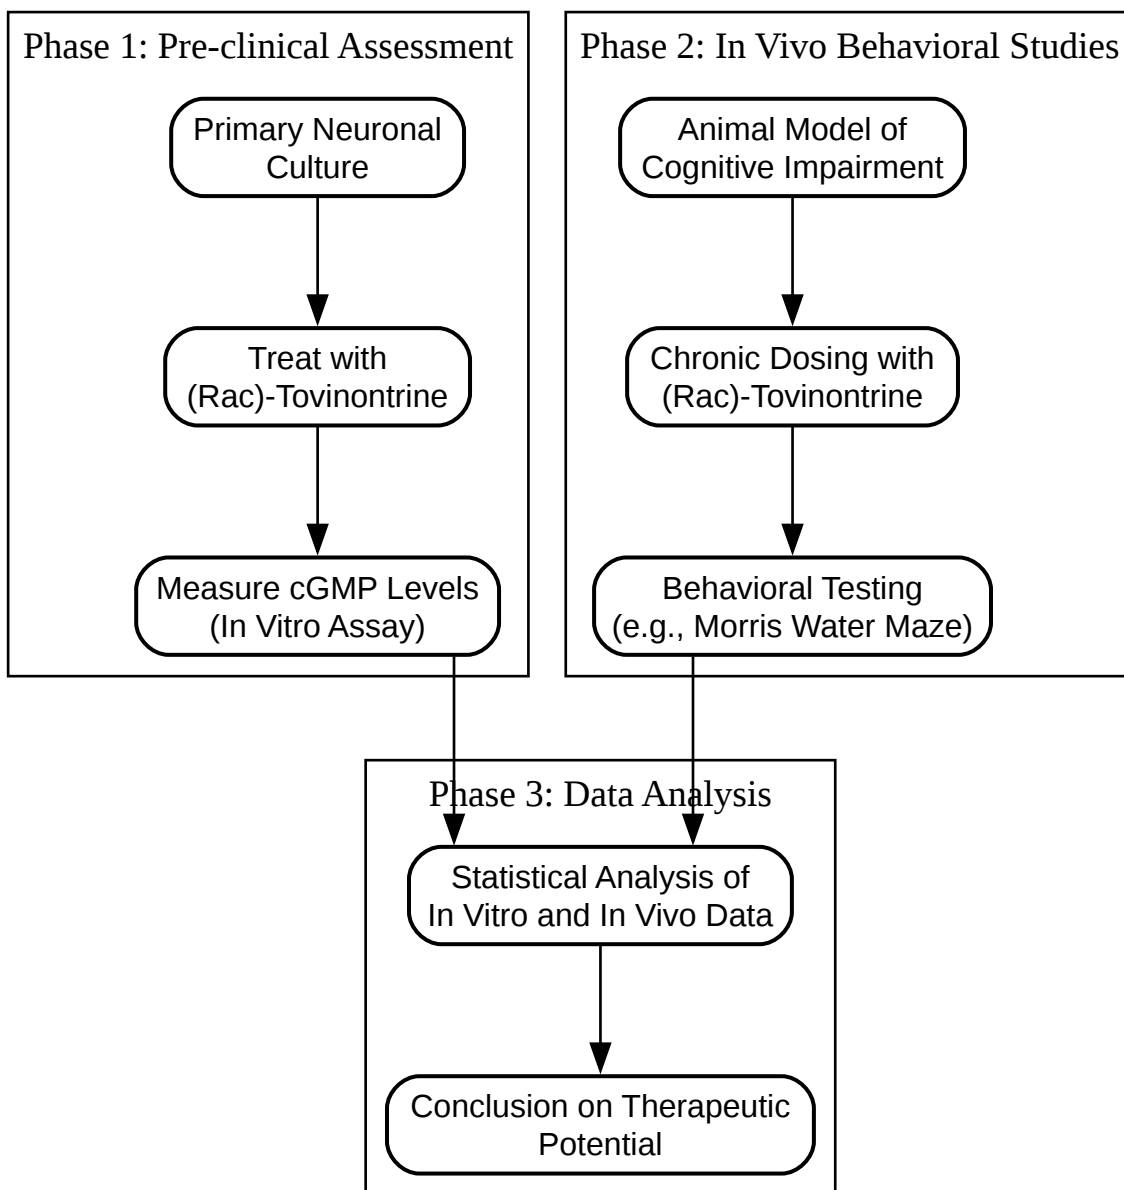 Phase 1: Pre-clinical Assessment
Primary Neuronal
Culture
Treat with
(Rac)-Tovinontrine
Measure cGMP Levels
(In Vitro Assay)
Phase 2: In Vivo Behavioral Studies
Animal Model of
Cognitive Impairment
Chronic Dosing with
(Rac)-Tovinontrine
Behavioral Testing
(e.g., Morris Water Maze)
Phase 3: Data Analysis
Statistical Analysis of
In Vitro and In Vivo Data
Conclusion on Therapeutic
Potential